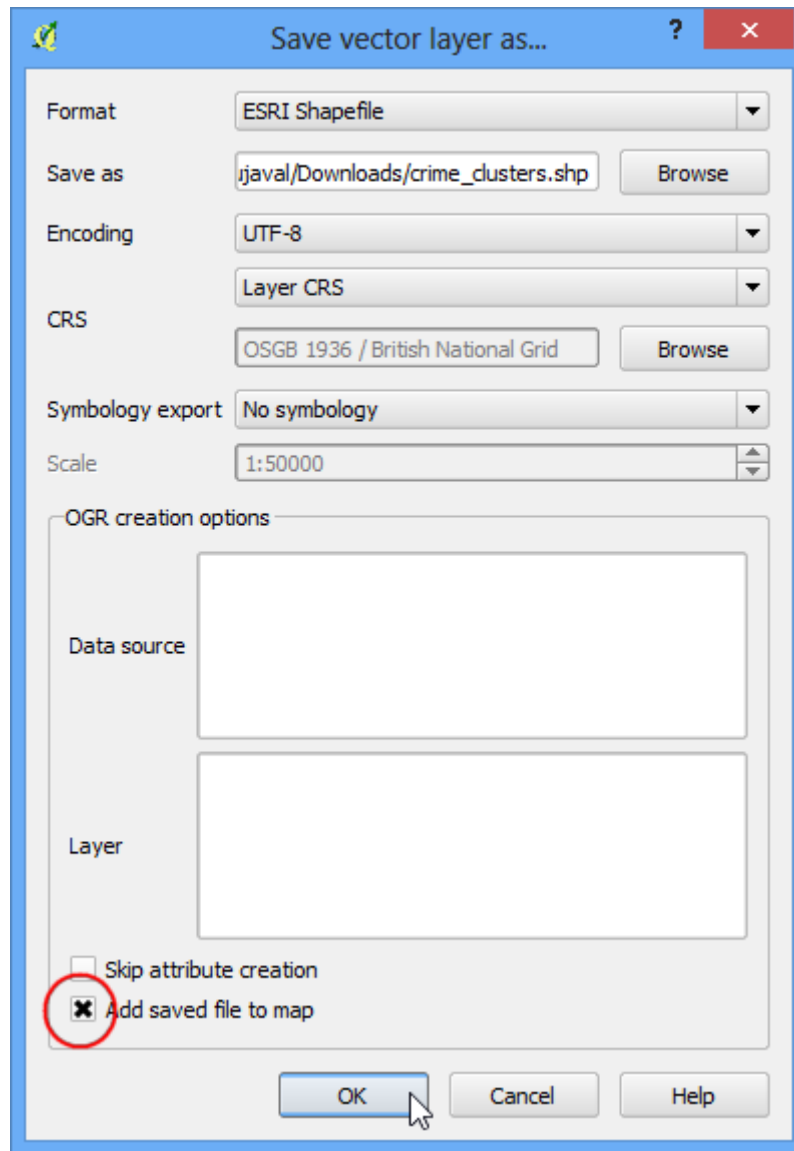 Save vector layer as... ?
Format ESRI Shapefile
Save as ujaval/Downloads/crime_clusters.shp Browse
Encoding UTF-8
Layer CRS
CRS
OSGB 1936 / British National Grid Browse
Symbology export No symbology
Scale 1:50000
OGR creation options
Data source
Layer
Skip attribute creation
Add saved file to map
OK Cancel Help